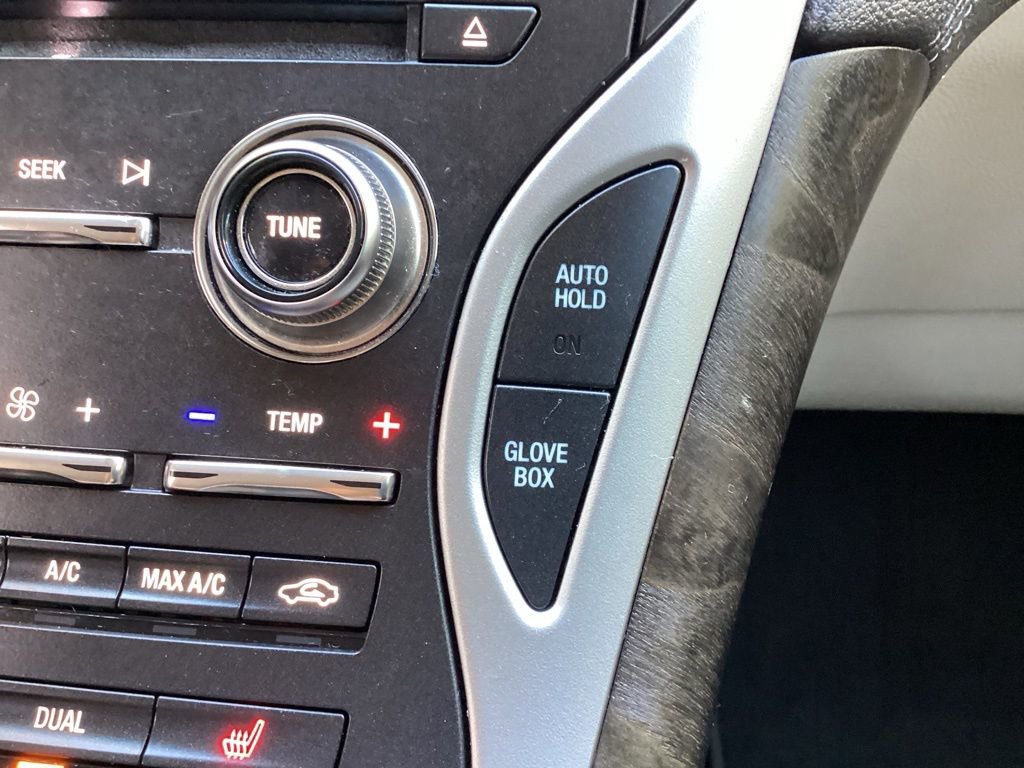 SEEK
TUNE
AUTO
HOLD
ON
TEMP
GLOVE
BOX
A/C
MAX A/C
DUAL